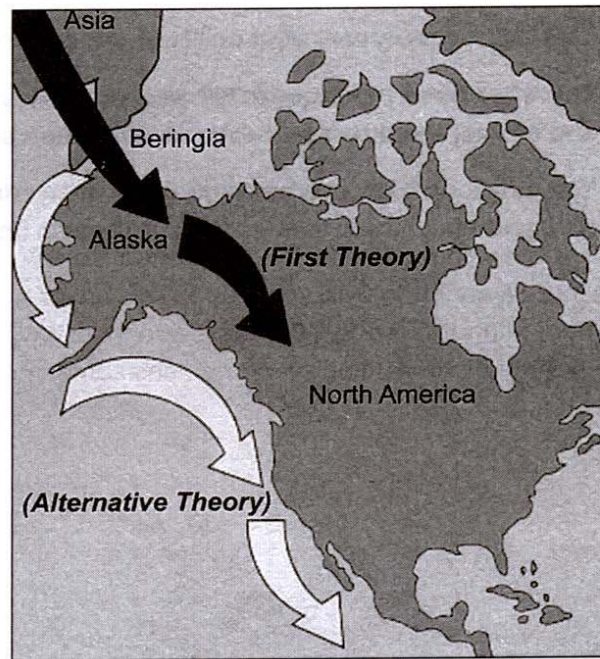 Asia
Beringia
Alaska
(First Theory)
North America
(Alternative Theory)